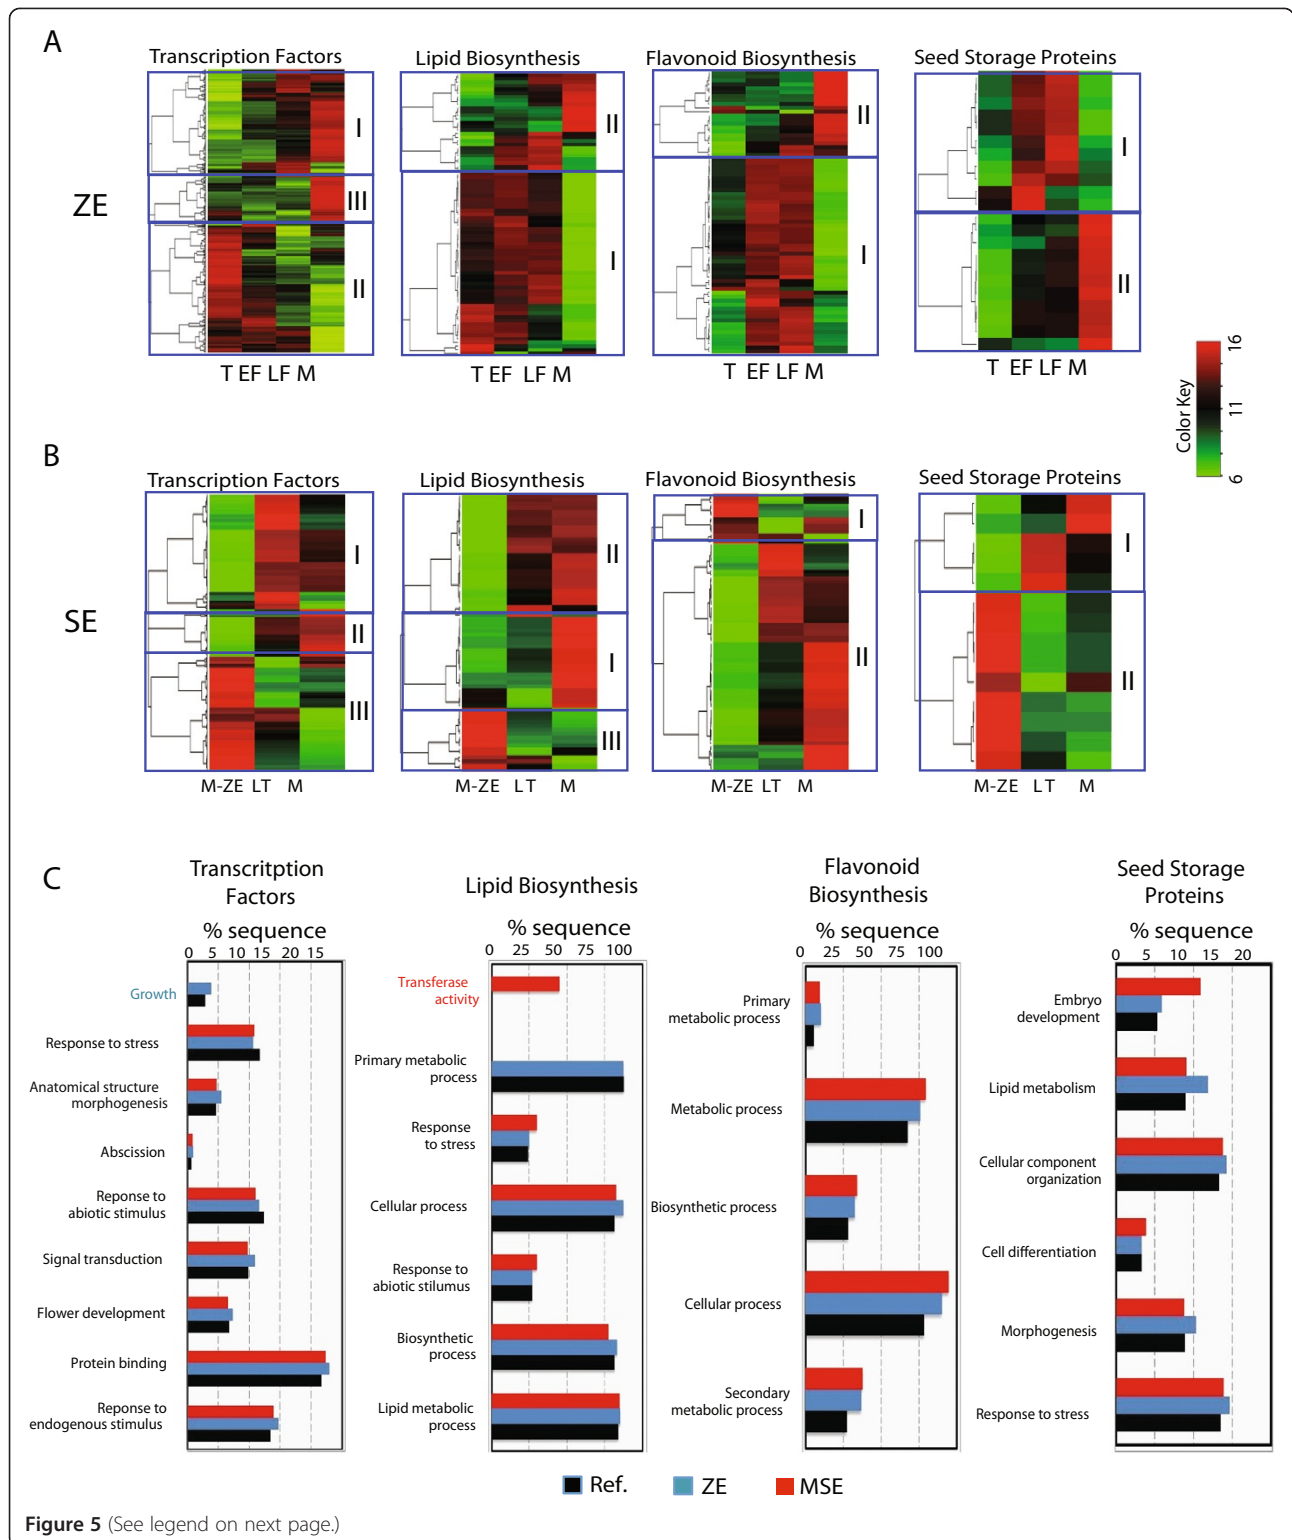 A
Transcription Factors
Lipid Biosynthesis
Flavonoid Biosynthesis
Seed Storage Proteins
ZE
I
III
II
II
I
II
I
I
II
T EF LF M
T EF LF M
T EF LF M
T EF LF M
Color Key
6 11 16
B
Transcription Factors
Lipid Biosynthesis
Flavonoid Biosynthesis
Seed Storage Proteins
SE
I
II
III
II
I
III
I
II
I
II
M-ZE LT M
M-ZE LT M
M-ZE LT M
M-ZE LT M
C
Transcritption
Factors
% sequence
0 5 10 15 20 15
Growth
Response to stress
Anatomical structure
morphogenesis
Abscission
Reponse to
abiotic stimulus
Signal transduction
Flower development
Protein binding
Reponse to
endogenous stimulus
Lipid Biosynthesis
% sequence
0 25 50 75 100
Transferase
activity
Primary metabolic
process
Response
to stress
Cellular process
Response to
abiotic stilumus
Biosynthetic
process
Lipid metabolic
process
Flavonoid
Biosynthesis
% sequence
0 25 50 75 100
Primary
metabolic process
Metabolic process
Biosynthetic process
Cellular process
Secondary
metabolic process
Seed Storage
Proteins
% sequence
0 5 10 15 20
Embryo
development
Lipid metabolism
Cellular component
organization
Cell differentiation
Morphogenesis
Response to stress
Ref. ZE MSE
Figure 5 (See legend on next page.)